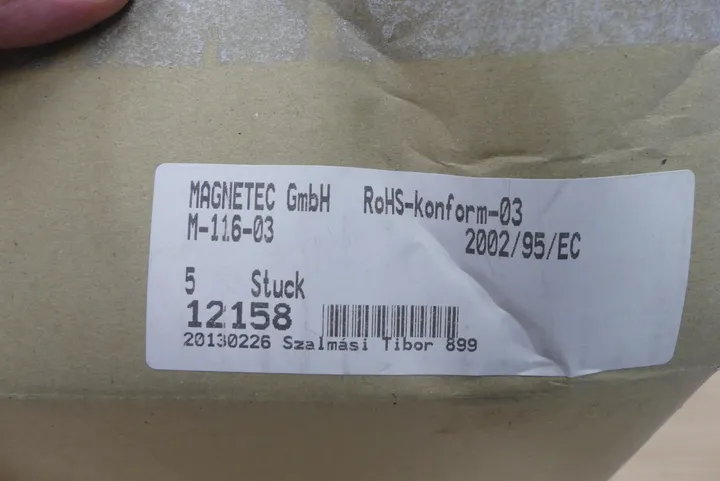 MAGNETEC GmbH RoHS-konform-03
M-116-03 2002/95/EC
5 Stuck
12158
20130226 Szalmási Tibor 899